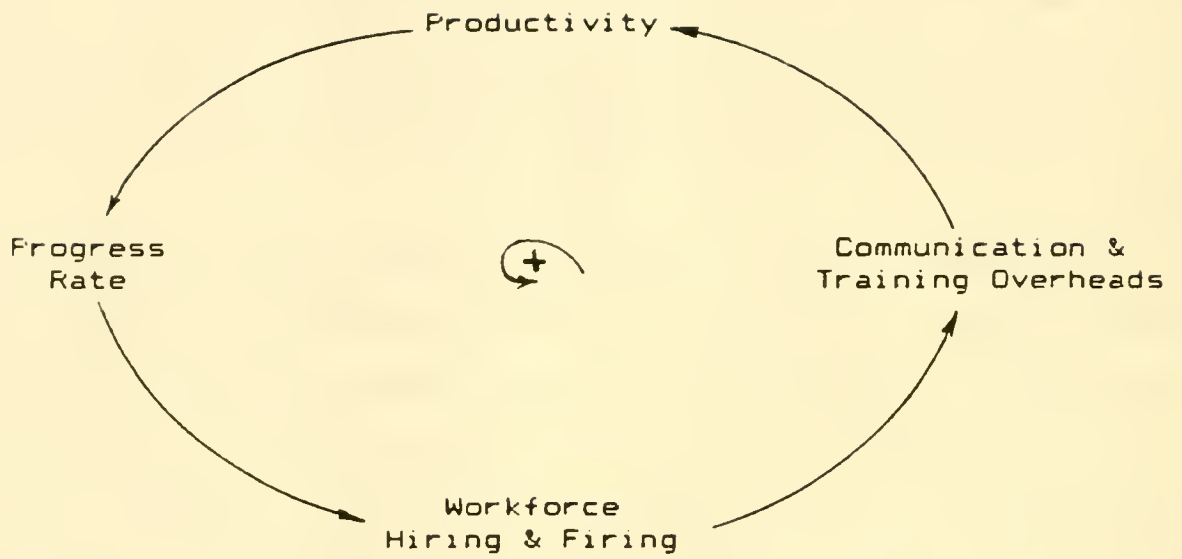 Productivity
Progress
Rate
+
Communication &
Training Overheads
Workforce
Hiring & Firing